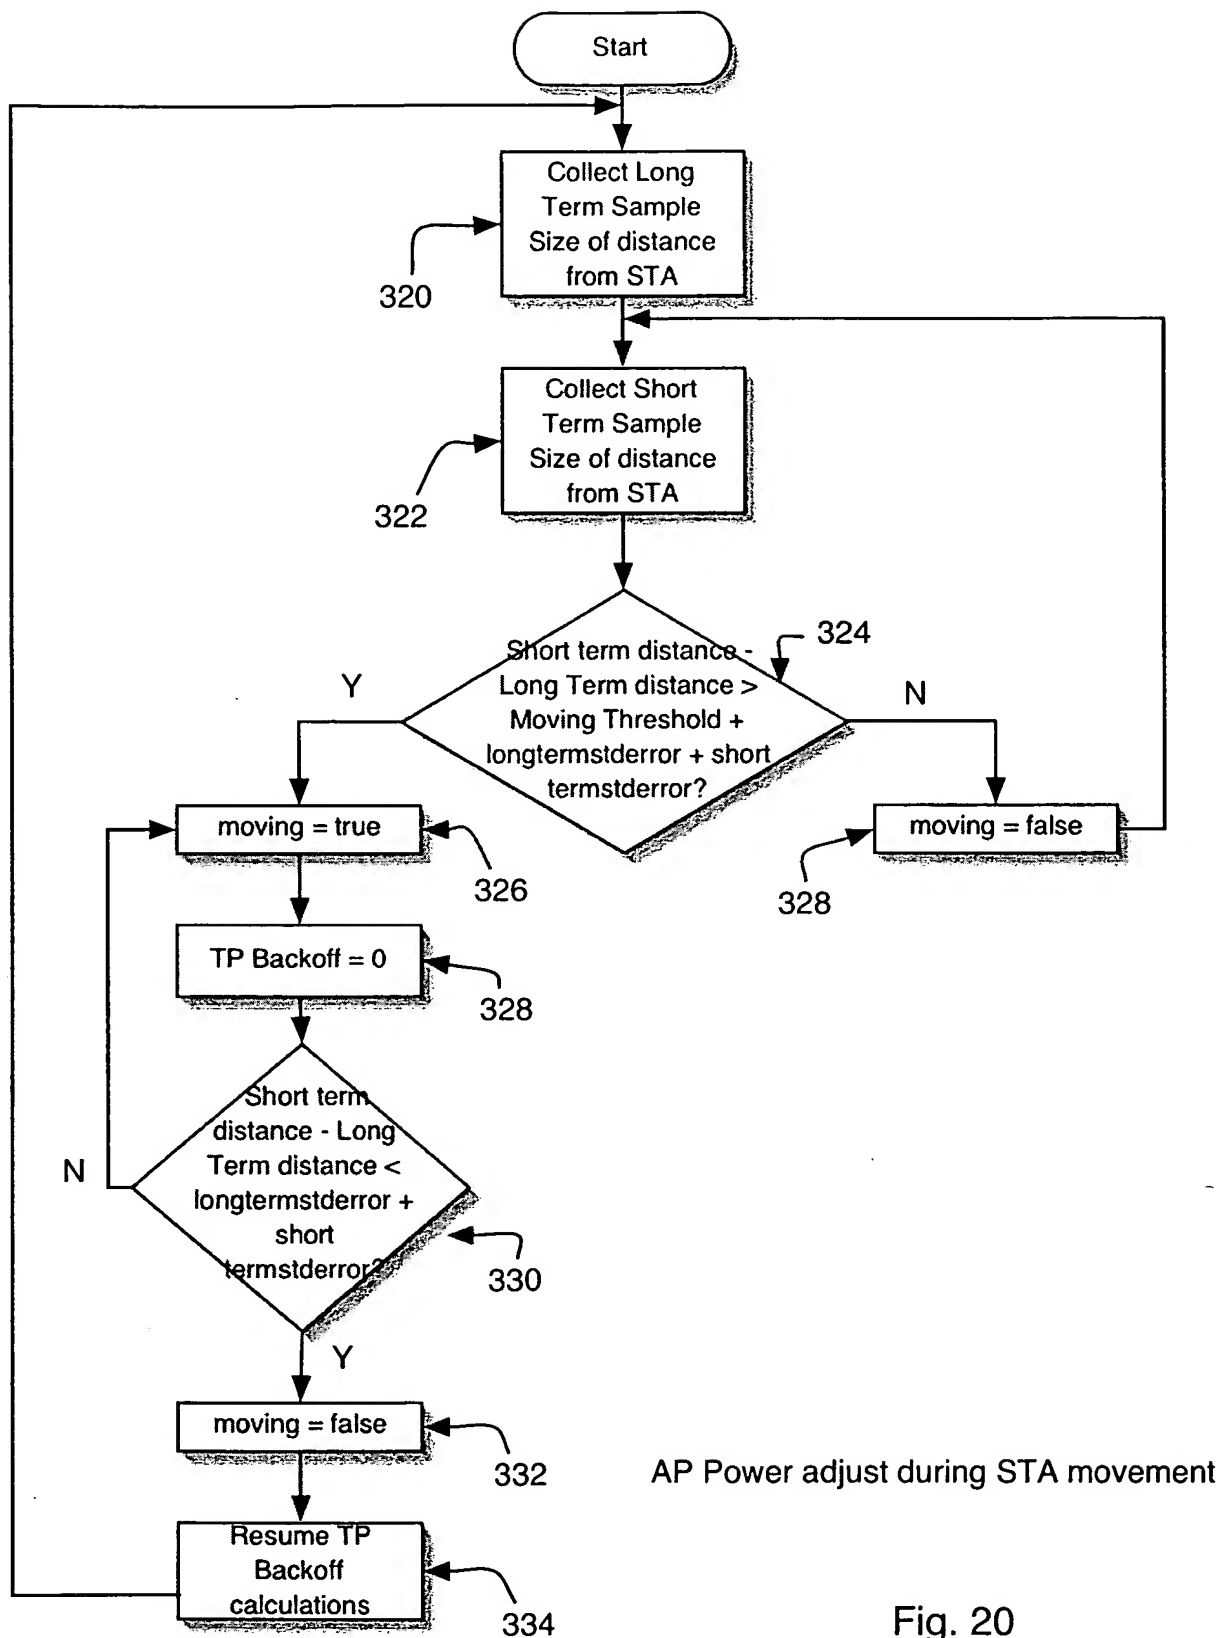 Start
Collect Long
Term Sample
Size of distance
from STA
320
Collect Short
Term Sample
Size of distance
from STA
322
324
Short term distance -
Long Term distance >
Moving Threshold +
longtermstderror + short
termstderror?
Y
N
moving = true
326
moving = false
328
TP Backoff = 0
328
Short term
distance - Long
Term distance <
longtermstderror +
short
termstderror?
N
330
Y
moving = false
332
AP Power adjust during STA movement
Resume TP
Backoff
calculations
334
Fig. 20